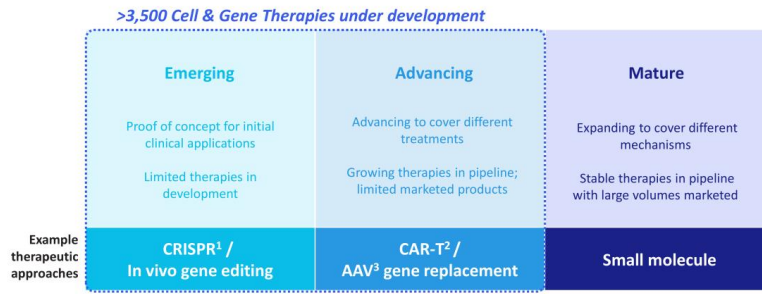 >3,500 Cell & Gene Therapies under development
Emerging
Proof of concept for initial
clinical applications
Limited therapies in
development
Advancing
Advancing to cover different
treatments
Growing therapies in pipeline;
limited marketed products
Mature
Expanding to cover different
mechanisms
Stable therapies in pipeline
with large volumes marketed
Example
therapeutic
approaches
CRISPR¹ /
In vivo gene editing
CAR-T² /
AAV³ gene replacement
Small molecule